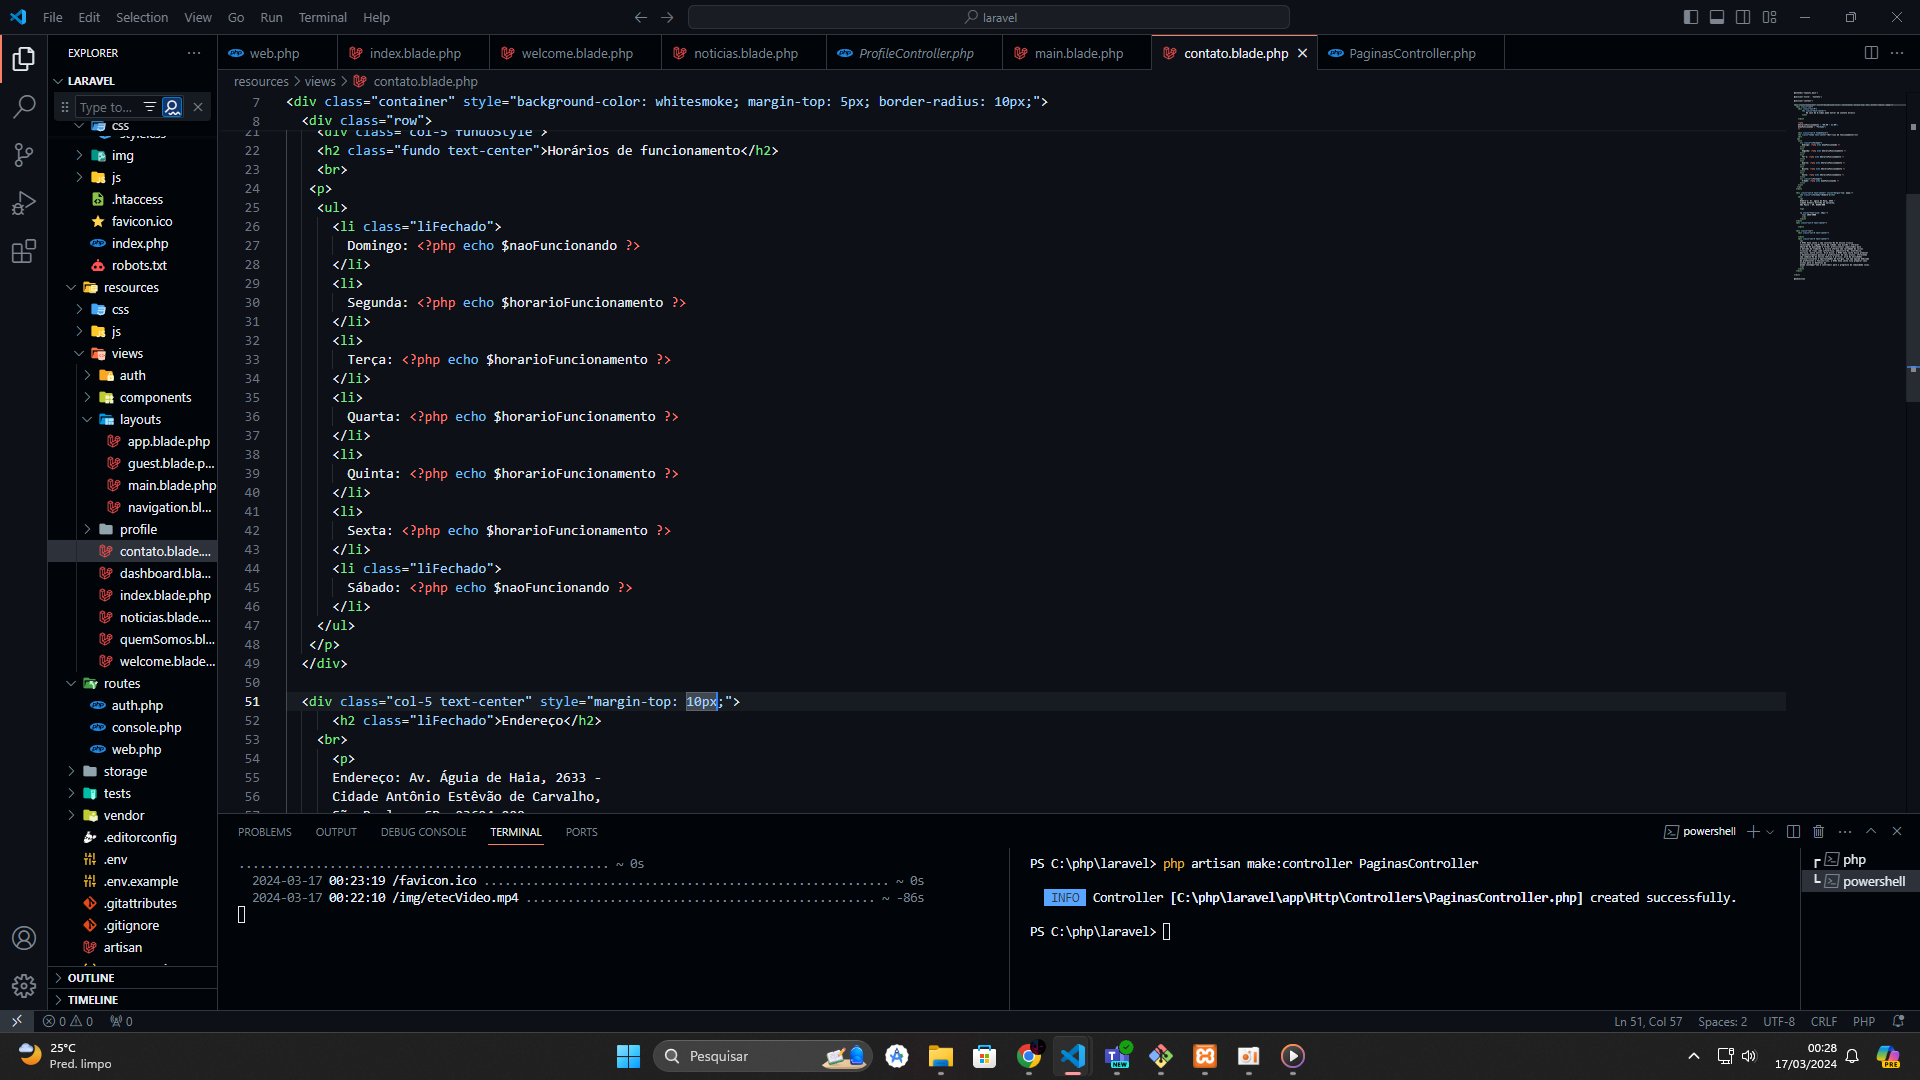 File Edit Selection View Go Run Terminal Help
laravel
EXPLORER
web.php
index.blade.php
welcome.blade.php
noticias.blade.php
ProfileController.php
main.blade.php
contato.blade.php
PaginasController.php
LARAVEL
Type to...
css
img
js
.htaccess
favicon.ico
index.php
robots.txt
resources
css
js
views
auth
components
layouts
app.blade.php
guest.blade.p...
main.blade.php
navigation.bl...
profile
contato.blade....
dashboard.bla...
index.blade.php
noticias.blade....
quemSomos.bl...
welcome.blade...
routes
auth.php
console.php
web.php
storage
tests
vendor
.editorconfig
.env
.env.example
.gitattributes
.gitignore
artisan
OUTLINE
TIMELINE
resources > views > contato.blade.php
7 <div class="container" style="background-color: whitesmoke; margin-top: 5px; border-radius: 10px;">
8 <div class="row">
21 <div class="col-5 fundoStyle">
22 <h2 class="fundo text-center">Horários de funcionamento</h2>
23 <br>
24 <p>
25 <ul>
26 <li class="liFechado">
27 Domingo: <?php echo $naoFuncionando ?>
28 </li>
29 <li>
30 Segunda: <?php echo $horarioFuncionamento ?>
31 </li>
32 <li>
33 Terça: <?php echo $horarioFuncionamento ?>
34 </li>
35 <li>
36 Quarta: <?php echo $horarioFuncionamento ?>
37 </li>
38 <li>
39 Quinta: <?php echo $horarioFuncionamento ?>
40 </li>
41 <li>
42 Sexta: <?php echo $horarioFuncionamento ?>
43 </li>
44 <li class="liFechado">
45 Sábado: <?php echo $naoFuncionando ?>
46 </li>
47 </ul>
48 </p>
49 </div>
50
51 <div class="col-5 text-center" style="margin-top: 10px;">
52 <h2 class="liFechado">Endereço</h2>
53 <br>
54 <p>
55 Endereço: Av. Águia de Haia, 2633 -
56 Cidade Antônio Estêvão de Carvalho,
PROBLEMS OUTPUT DEBUG CONSOLE TERMINAL PORTS
powershell
................................................ ~ 0s
2024-03-17 00:23:19 /favicon.ico .................................................... ~ 0s
2024-03-17 00:22:10 /img/etecVideo.mp4 ............................................. ~ -86s
PS C:\php\laravel> php artisan make:controller PaginasController
INFO Controller [C:\php\laravel\app\Http\Controllers\PaginasController.php] created successfully.
PS C:\php\laravel>
php
powershell
0 0 0
Ln 51, Col 57 Spaces: 2 UTF-8 CRLF PHP
25°C
Pred. limpo
Pesquisar
NEW
00:28
17/03/2024
PRE